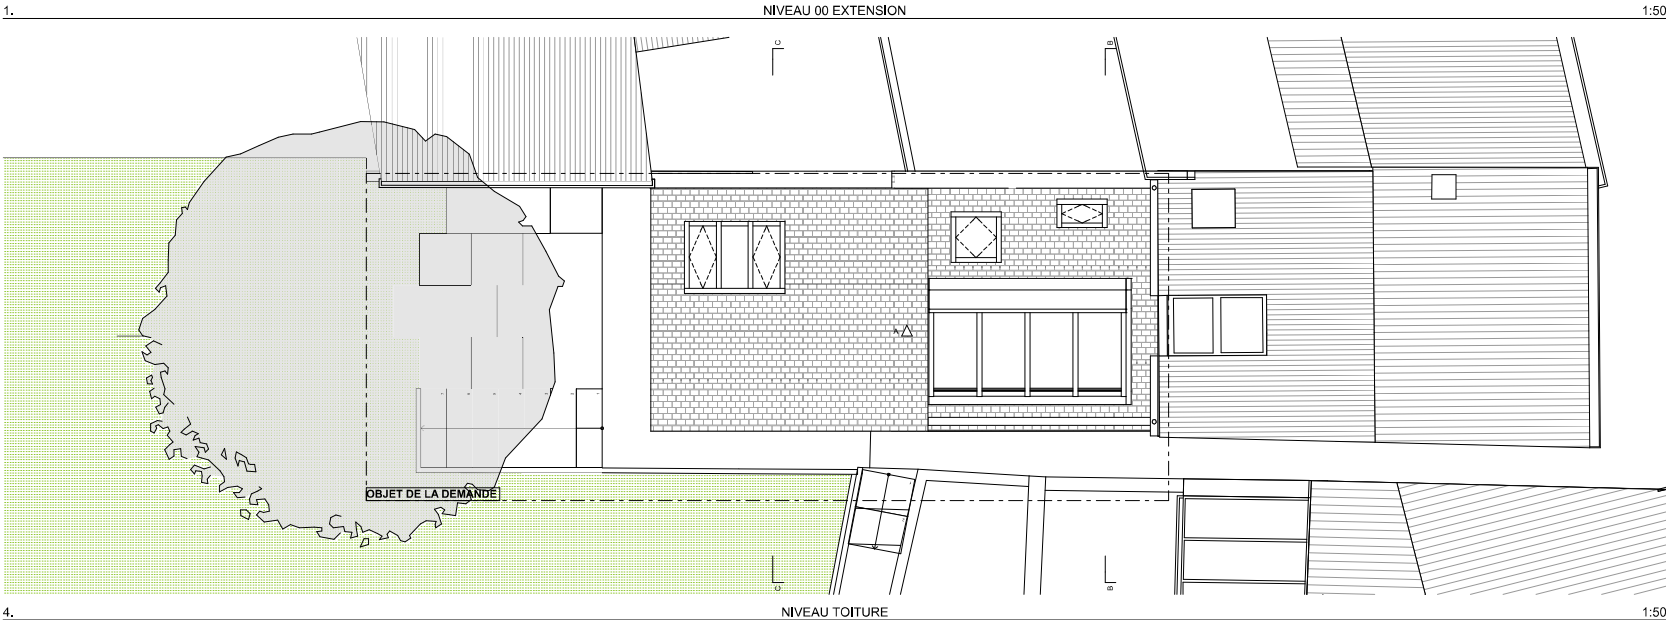 1. NIVEAU 00 EXTENSION 1:50
C B
A
OBJET DE LA DEMANDE
C B
4. NIVEAU TOITURE 1:50